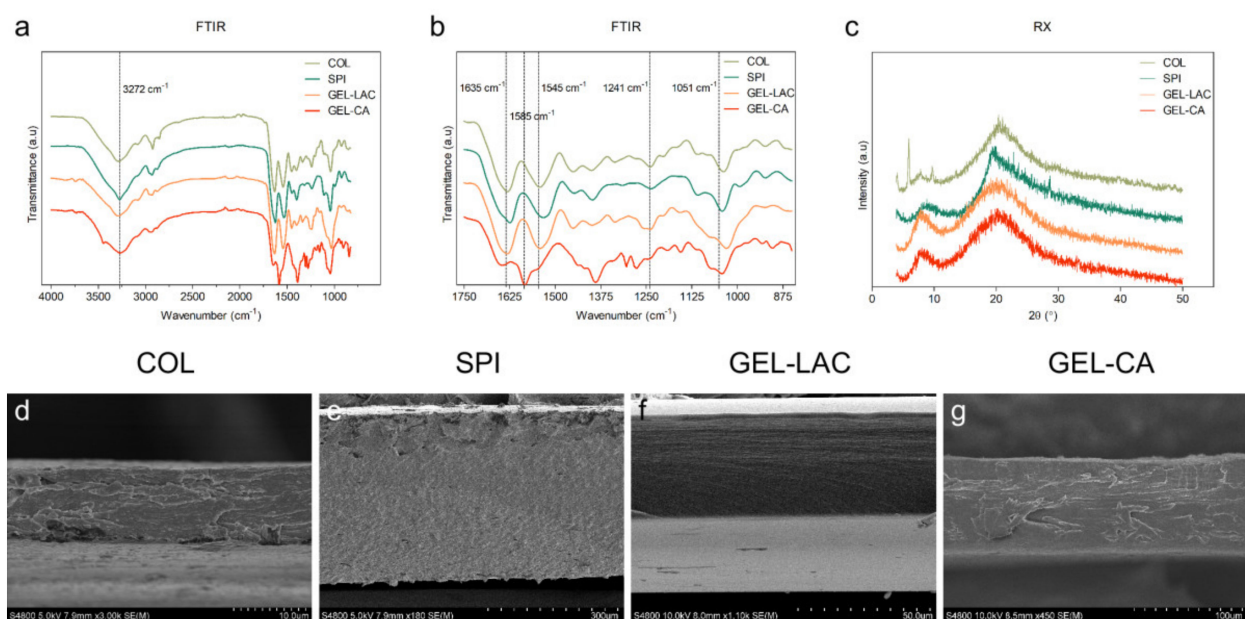 a
FTIR
COL
SPI
GEL-LAC
GEL-CA
3272 cm-1
Transmittance (a.u)
4000 3500 3000 2500 2000 1500 1000
Wavenumber (cm-1)
b
FTIR
COL
SPI
GEL-LAC
GEL-CA
1635 cm-1
1585 cm-1
1545 cm-1
1241 cm-1
1051 cm-1
Transmittance (a.u)
1750 1625 1500 1375 1250 1125 1000 875
Wavenumber (cm-1)
c
RX
COL
SPI
GEL-LAC
GEL-CA
Intensity (a.u)
0 10 20 30 40 50
2θ (°)
COL
SPI
GEL-LAC
GEL-CA
d
S4800 5.0kV 7.9mm x3.00k SE(M)
10.0µm
e
S4800 5.0kV 7.9mm x180 SE(M)
300µm
f
S4800 10.0kV 8.0mm x1.10k SE(M)
50.0µm
g
S4800 10.0kV 8.5mm x450 SE(M)
100µm